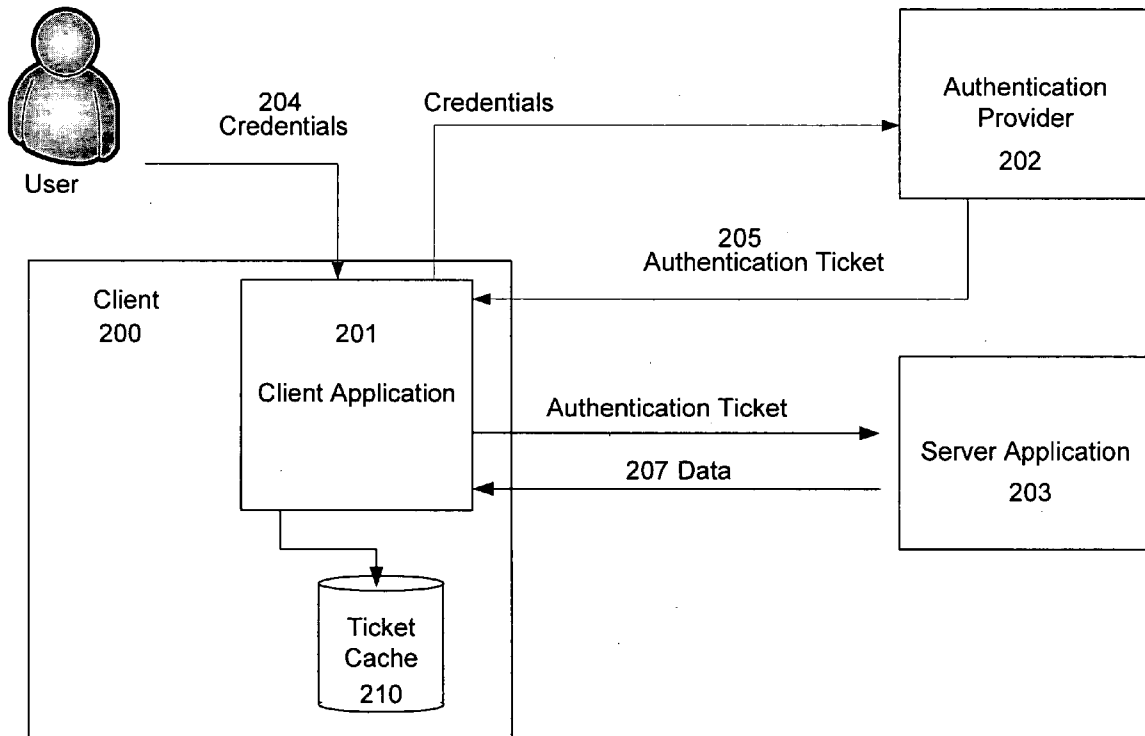 204
Credentials
Credentials
Authentication
Provider
202
User
205
Authentication Ticket
Client
200
201
Client Application
Authentication Ticket
207 Data
Server Application
203
Ticket
Cache
210